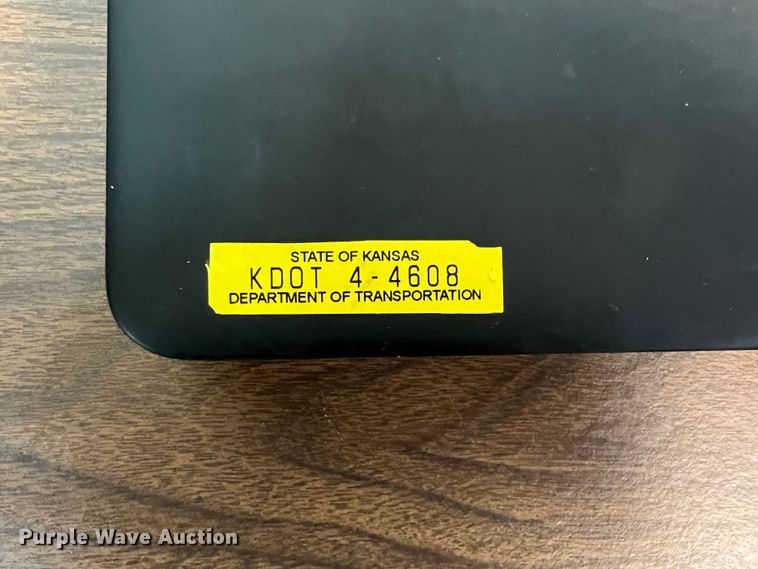 STATE OF KANSAS
KDOT 4-4608
DEPARTMENT OF TRANSPORTATION
Purple Wave Auction